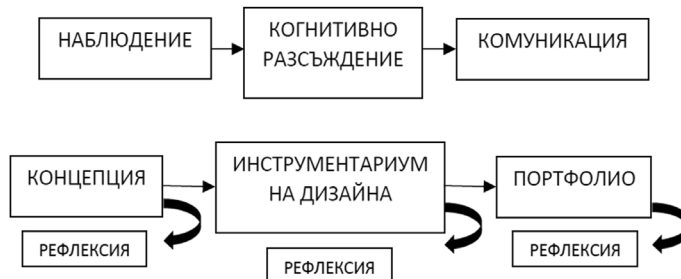 НАБЛЮДЕНИЕ
КОГНИТИВНО
РАЗСЪЖДЕНИЕ
КОМУНИКАЦИЯ
КОНЦЕПЦИЯ
ИНСТРУМЕНТАРИУМ
НА ДИЗАЙНА
ПОРТФОЛИО
РЕФЛЕКСИЯ
РЕФЛЕКСИЯ
РЕФЛЕКСИЯ